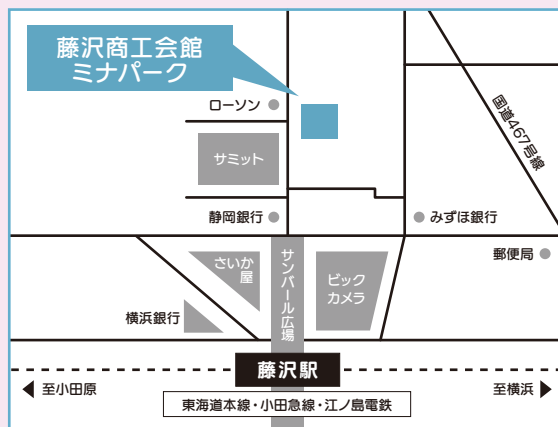 藤沢商工会館
ミナパーク
ローソン
国道467号線
サミット
静岡銀行
みずほ銀行
さいか
屋
サンパール広場
ビック
カメラ
郵便局
横浜銀行
藤沢駅
至小田原
至横浜
東海道本線・小田急線・江ノ島電鉄